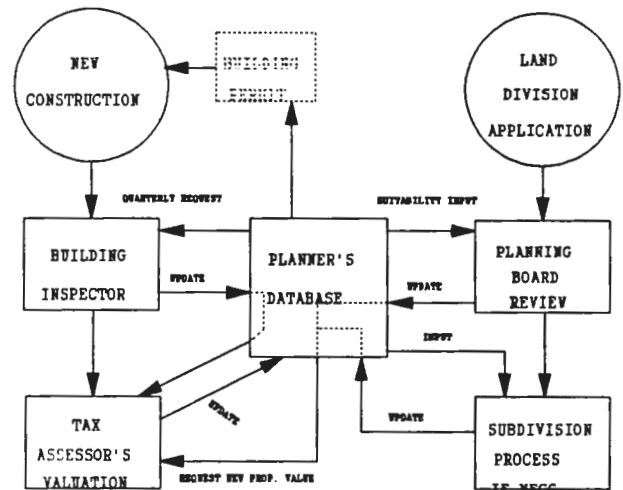 NEW
CONSTRUCTION
BUILDING
PERMIT
LAND
DIVISION
APPLICATION
QUARTERLY REQUEST
SUITABILITY INPUT
BUILDING
INSPECTOR
UPDATE
PLANNER'S
DATABASE
UPDATE
PLANNING
BOARD
REVIEW
INPUT
TAX
ASSESSOR'S
VALUATION
UPDATE
UPDATE
SUBDIVISION
PROCESS
REQUEST NEW PROP. VALUE